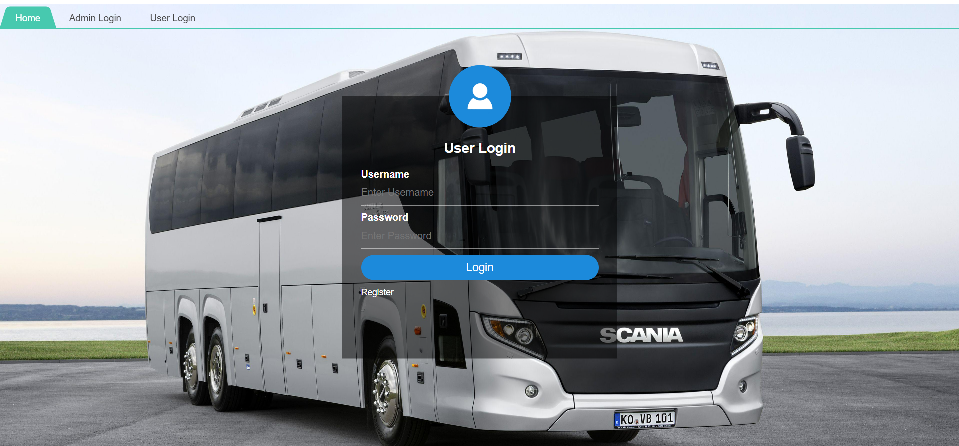 Home
Admin Login
User Login
User Login
Username
Enter Username
Password
Enter Password
Login
Register
SCANIA
KO VB 101